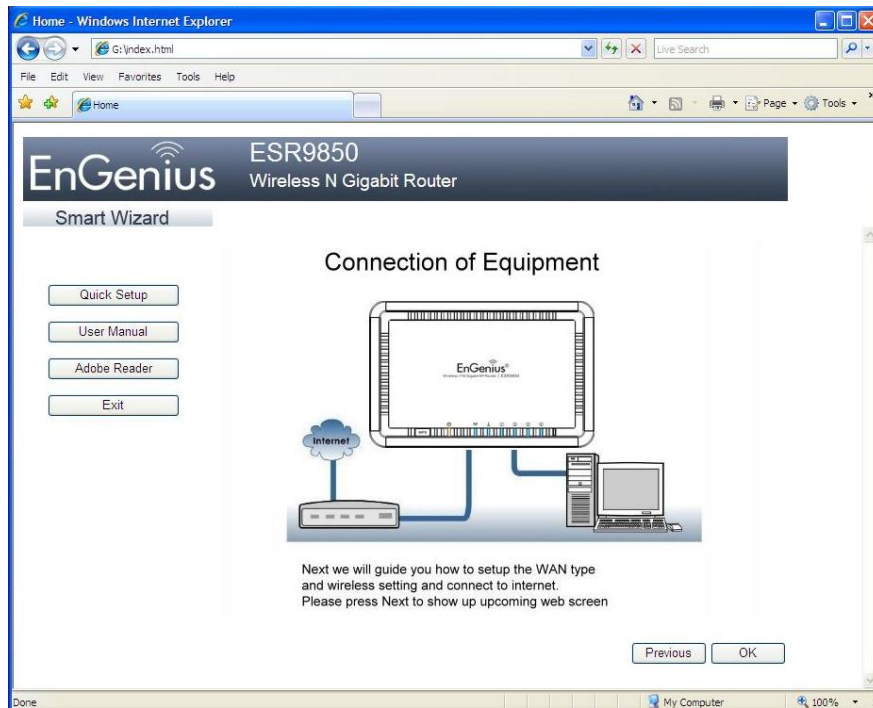 Home - Windows Internet Explorer
G:\index.html
Live Search
File Edit View Favorites Tools Help
Home
Page Tools
EnGenius
ESR9850
Wireless N Gigabit Router
Smart Wizard
Connection of Equipment
Quick Setup
User Manual
Adobe Reader
Exit
EnGenius
Internet
Next we will guide you how to setup the WAN type
and wireless setting and connect to internet.
Please press Next to show up upcoming web screen
Previous OK
Done My Computer 100%